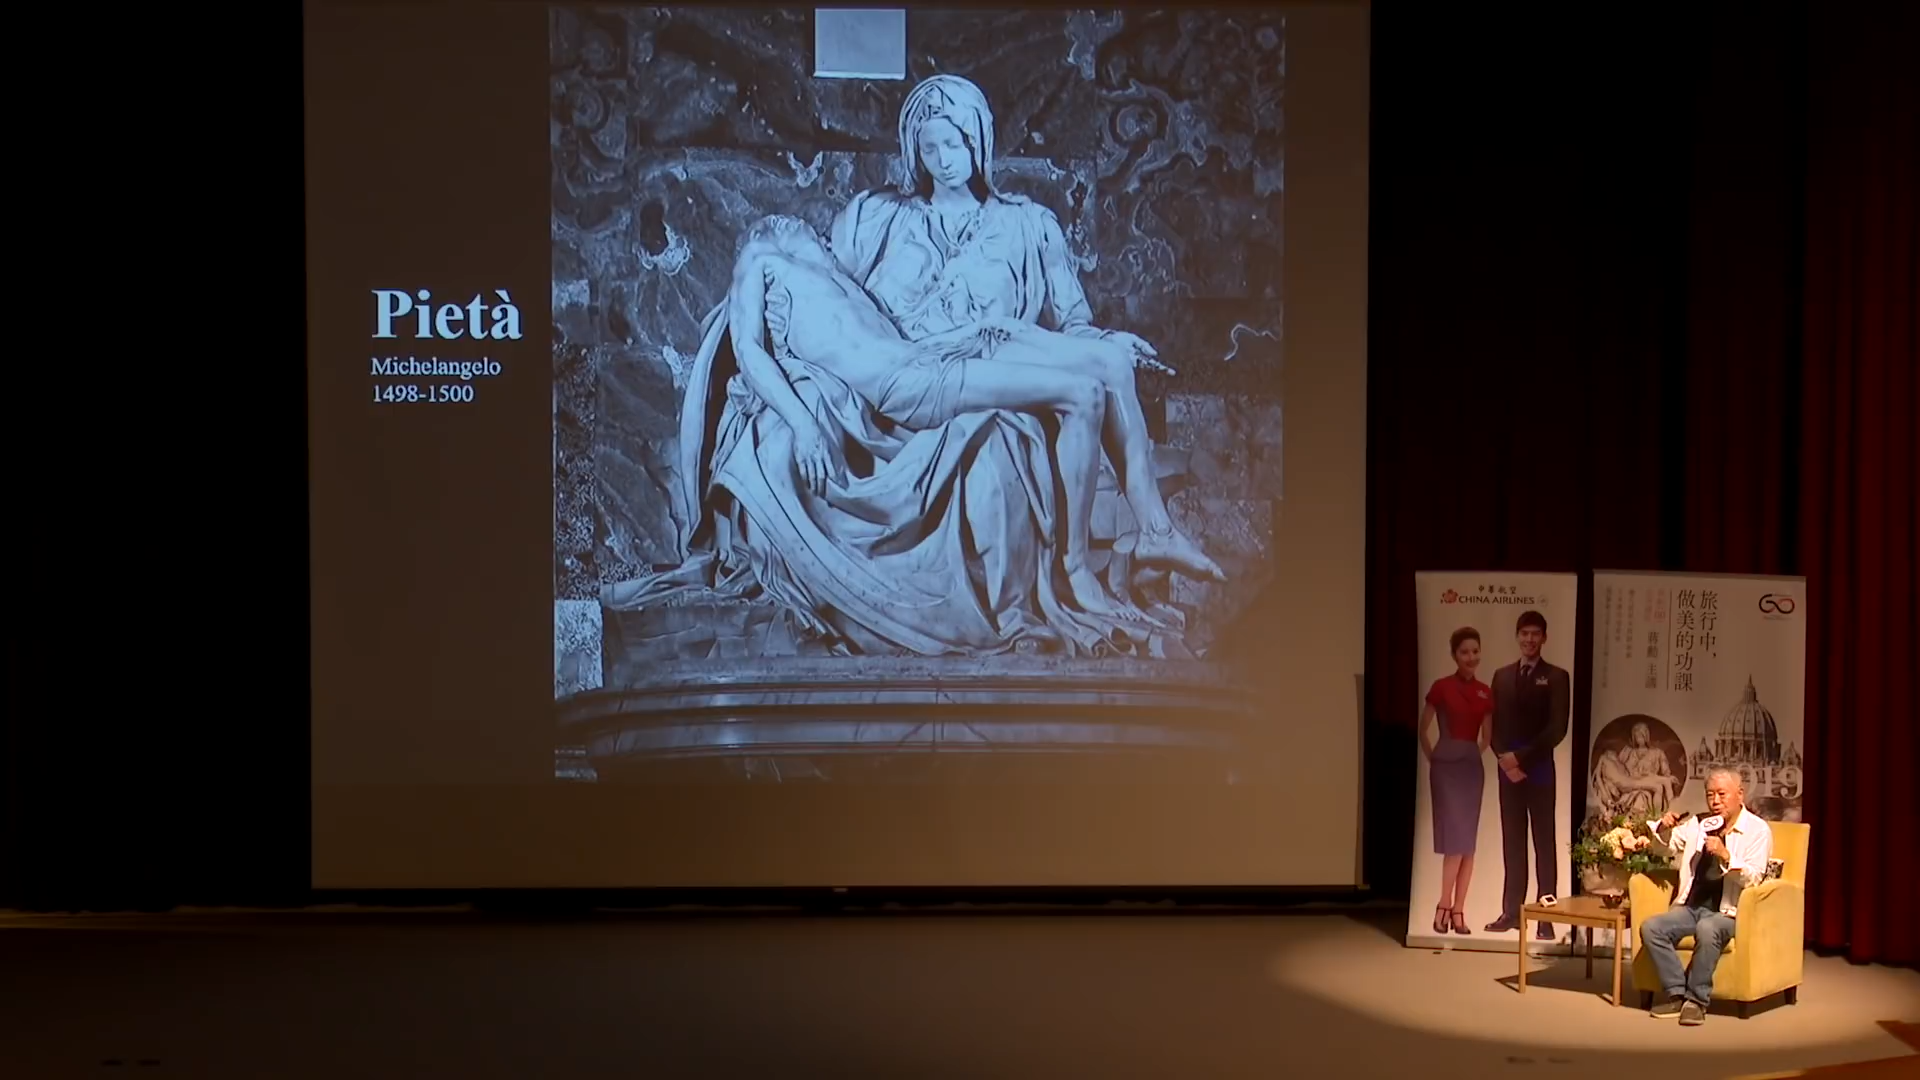 Pietà
Michelangelo
1498-1500
中華航空
CHINA AIRLINES
旅行中，
做美的功課
蔣勳 主講
2019